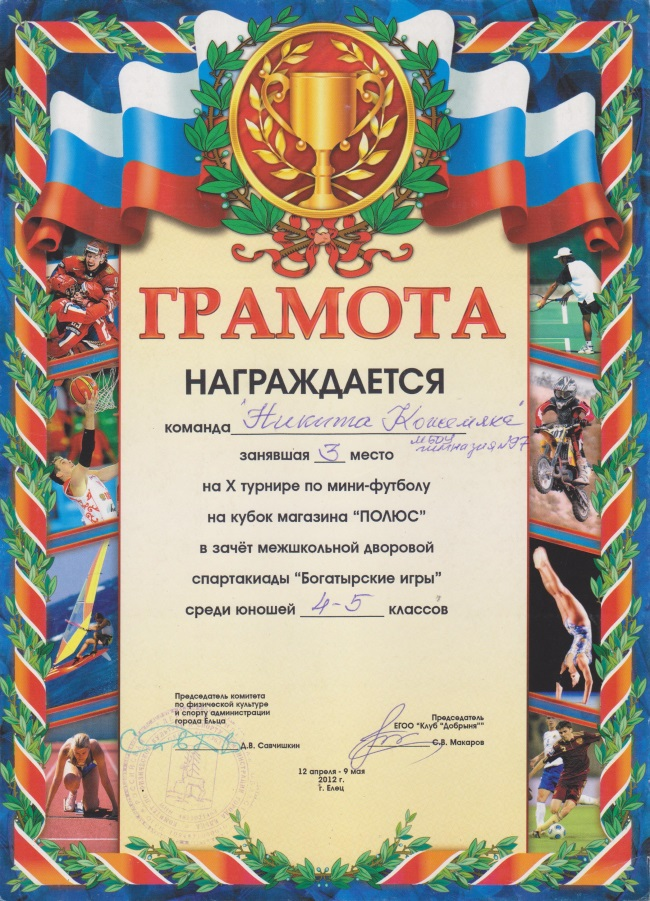 ГРАМОТА
НАГРАЖДАЕТСЯ
команда "Никита Кожемяка"
МБОУ
гимназия №97
занявшая 3 место
на X турнире по мини-футболу
на кубок магазина "ПОЛЮС"
в зачёт межшкольной дворовой
спартакиады "Богатырские игры"
среди юношей 4-5 классов
Председатель комитета
по физической культуре
и спорту администрации
города Ельца
Д.В. Савчишкин
Председатель
ЕГОО "Клуб "Добрыня""
С.В. Макаров
12 апреля - 9 мая
2012 г.
г. Елец